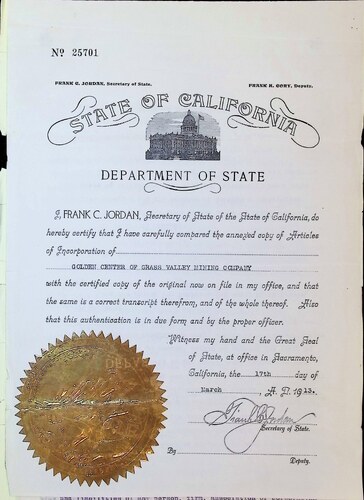 Nº 25701
FRANK C. JORDAN, Secretary of State.
FRANK H. CORY, Deputy.
STATE OF CALIFORNIA
DEPARTMENT OF STATE
I, FRANK C. JORDAN, Secretary of State of the State of California, do
hereby certify that I have carefully compared the annexed copy of Articles
of Incorporation of
GOLDEN CENTER OF GRASS VALLEY MINING COMPANY
with the certified copy of the original now on file in my office, and that
the same is a correct transcript therefrom, and of the whole thereof. Also
that this authentication is in due form and by the proper officer.
Witness my hand and the Great Seal
of State, at office in Sacramento,
California, the 17th day of
March, A. D. 1913.
Frank C. Jordan
Secretary of State.
By
Deputy.